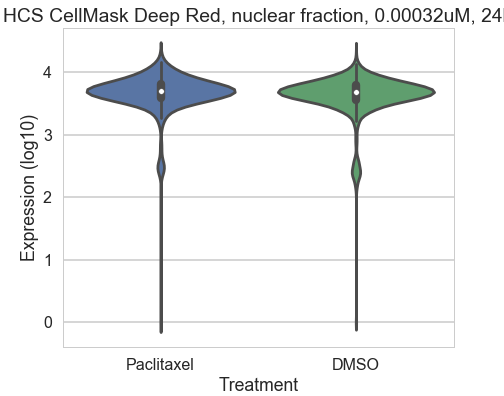 HCS CellMask Deep Red, nuclear fraction, 0.00032uM, 24
Expression (log10)
4
3
2
1
0
Paclitaxel DMSO
Treatment